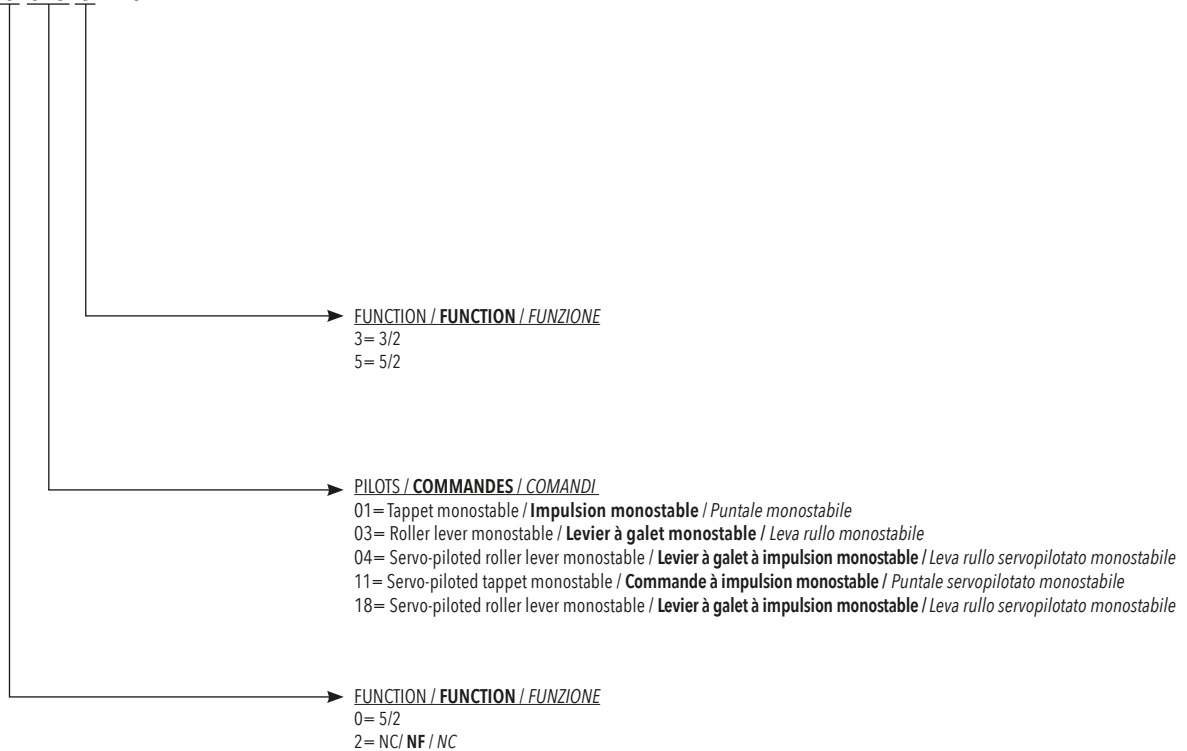 FUNCTION / FUNCTION / FUNZIONE
3= 3/2
5= 5/2
PILOTS / COMMANDES / COMANDI
01= Tappet monostable / Impulsion monostable / Puntale monostabile
03= Roller lever monostable / Levier à galet monostable / Leva rullo monostabile
04= Servo-piloted roller lever monostable / Levier à galet à impulsion monostable / Leva rullo servopilotato monostabile
11= Servo-piloted tappet monostable / Commande à impulsion monostable / Puntale servopilotato monostabile
18= Servo-piloted roller lever monostable / Levier à galet à impulsion monostable / Leva rullo servopilotato monostabile
FUNCTION / FUNCTION / FUNZIONE
0= 5/2
2= NC/ NF / NC